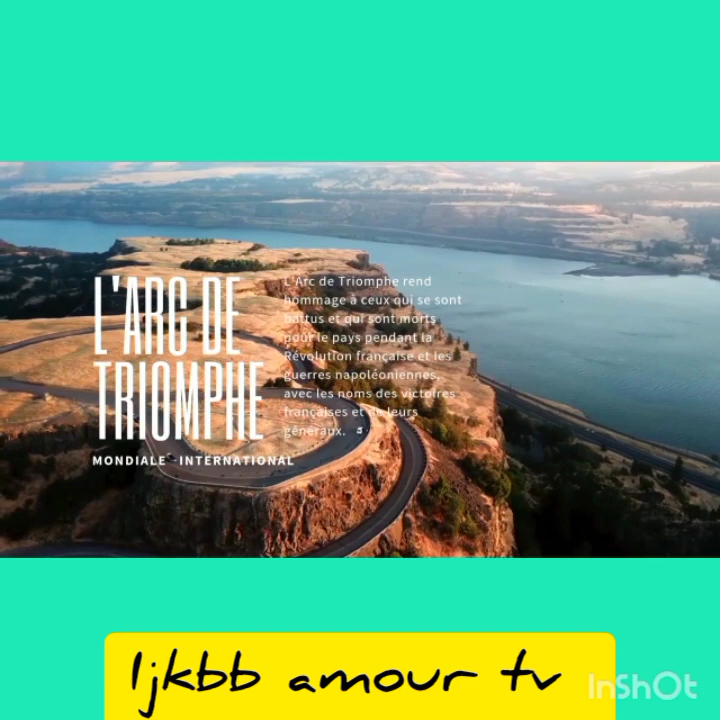 L'ARC DE
TRIOMPHE
MONDIALE INTERNATIONAL
L'Arc de Triomphe rend
hommage à ceux qui se sont
battus et qui sont morts
pour le pays pendant la
Révolution française et les
guerres napoléoniennes,
avec les noms des victoires
françaises et de leurs
généraux.
ljkbb amour tv
InShOt